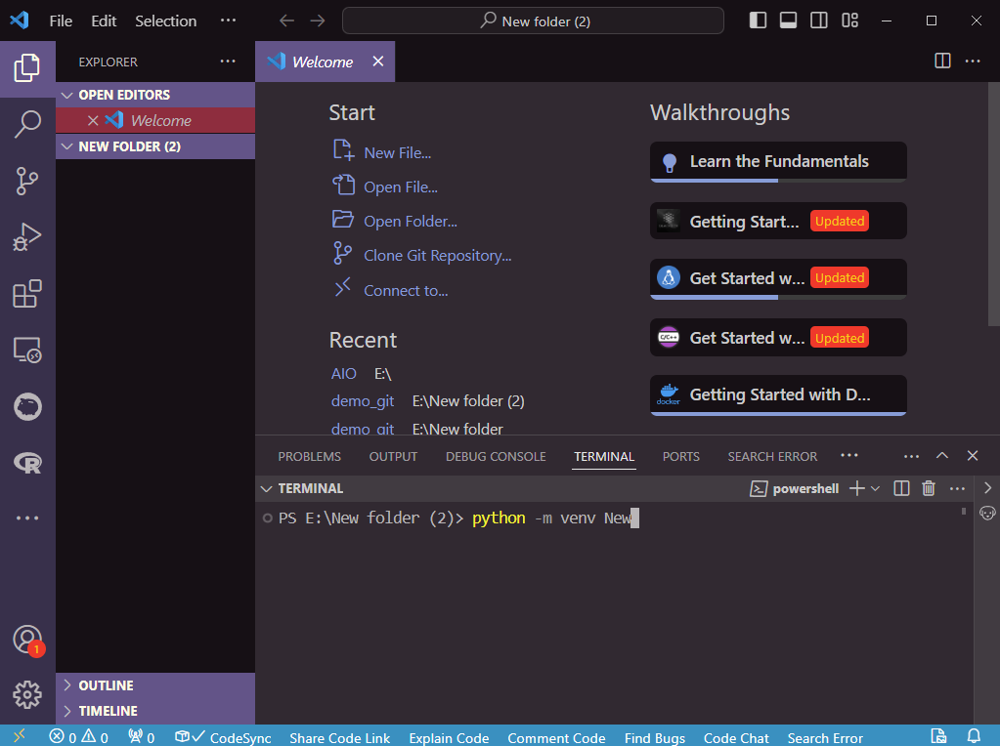 File Edit Selection ···
New folder (2)
EXPLORER ···
Welcome
OPEN EDITORS
Welcome
NEW FOLDER (2)
Start
New File...
Open File...
Open Folder...
Clone Git Repository...
Connect to...
Recent
AIO E:\
demo_git E:\New folder (2)
demo_git E:\New folder
Walkthroughs
Learn the Fundamentals
Getting Start... Updated
Get Started w... Updated
C/C++ Get Started w... Updated
docker Getting Started with D...
PROBLEMS OUTPUT DEBUG CONSOLE TERMINAL PORTS SEARCH ERROR ··· ···
TERMINAL powershell ···
PS E:\New folder (2)> python -m venv New
R
1
OUTLINE
TIMELINE
0 0 0 CodeSync Share Code Link Explain Code Comment Code Find Bugs Code Chat Search Error